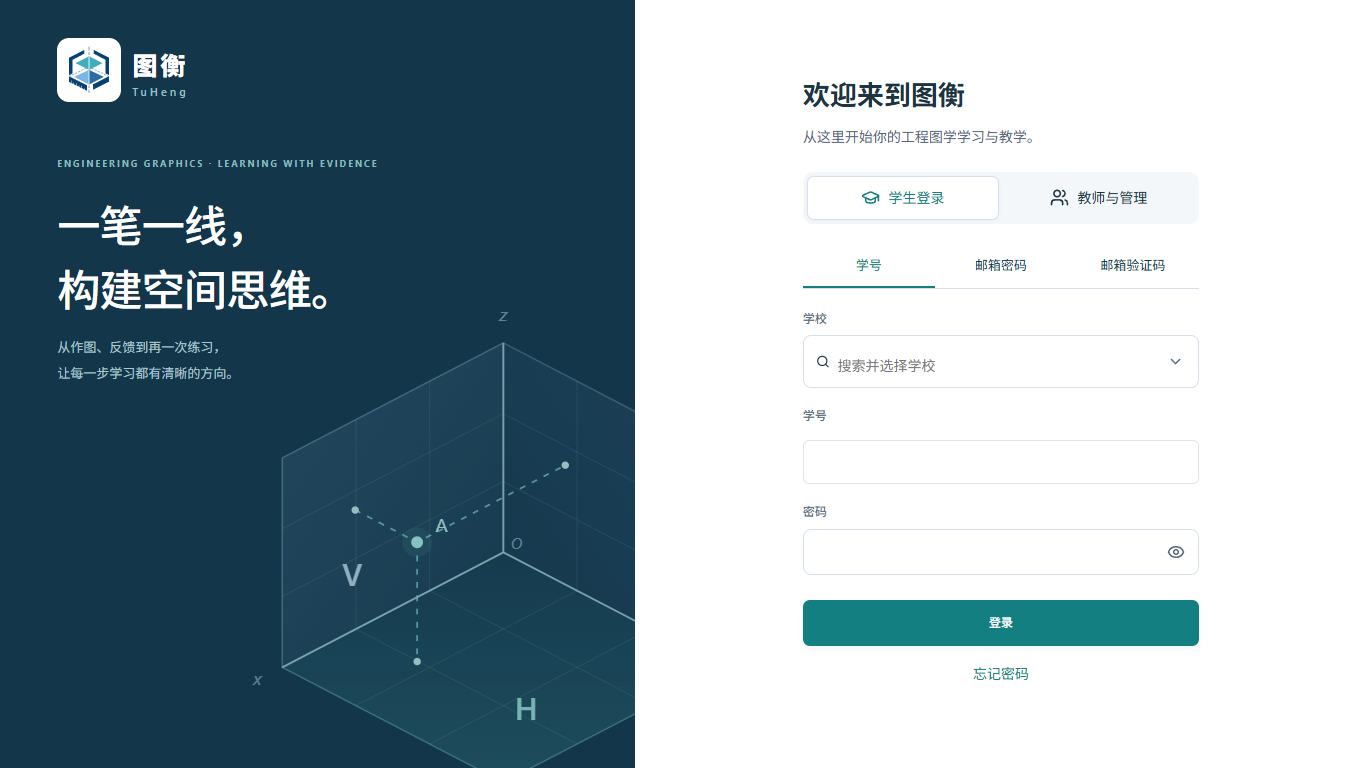 图衡
TuHeng
ENGINEERING GRAPHICS · LEARNING WITH EVIDENCE
一笔一线，
构建空间思维。
从作图、反馈到再一次练习，
让每一步学习都有清晰的方向。
Z
A
O
V
X
H
欢迎来到图衡
从这里开始你的工程图学学习与教学。
学生登录
教师与管理
学号
邮箱密码
邮箱验证码
学校
搜索并选择学校
学号
密码
登录
忘记密码